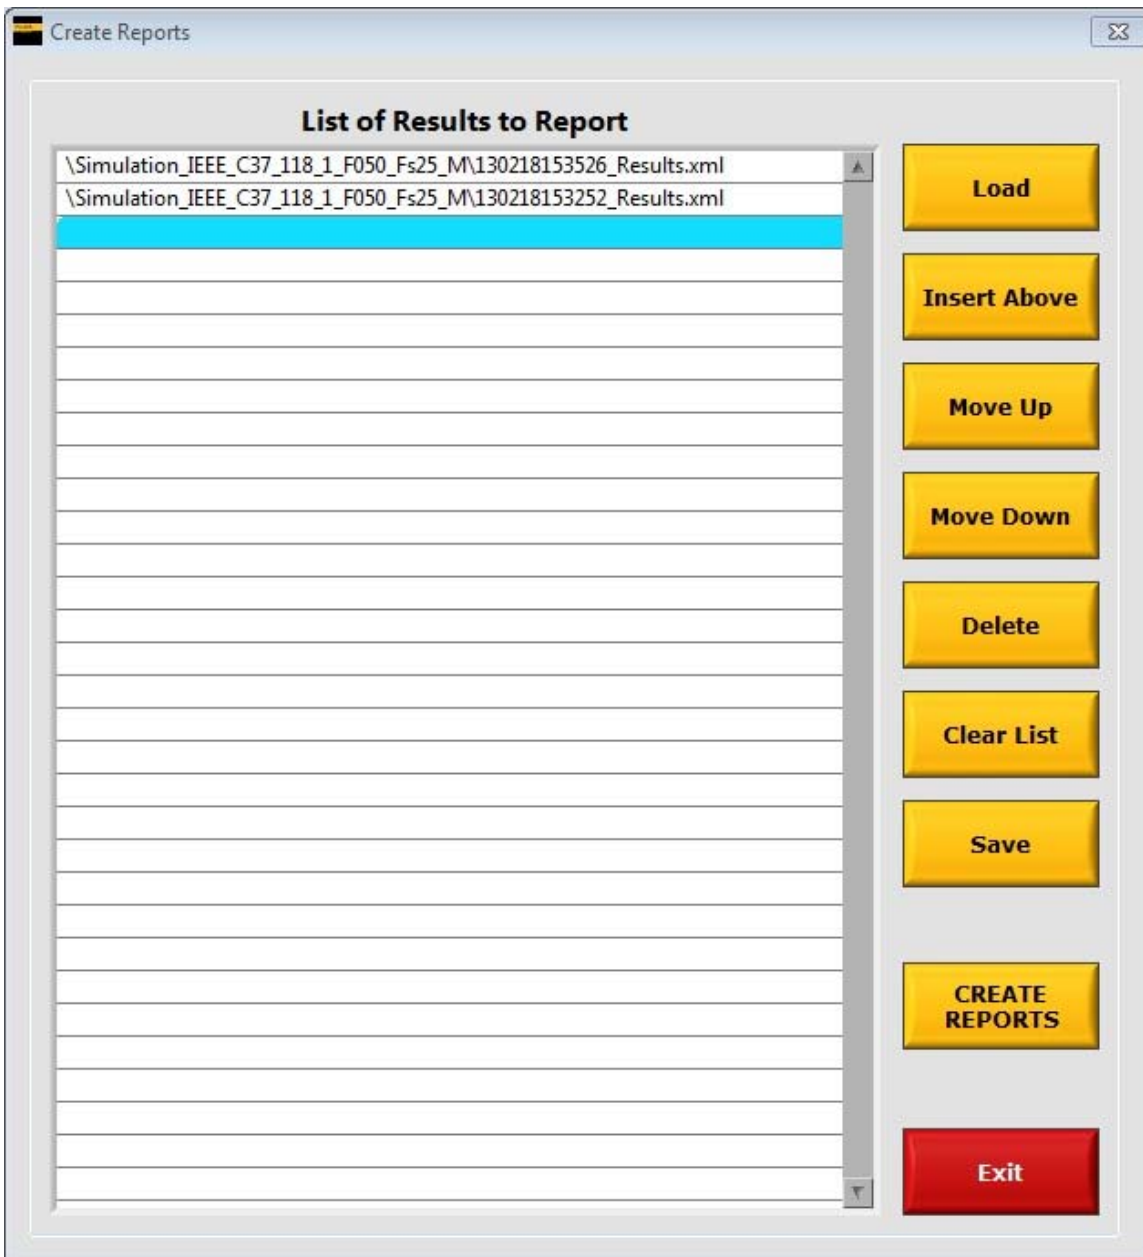 Create Reports
List of Results to Report
\Simulation_IEEE_C37_118_1_F050_Fs25_M\130218153526_Results.xml
\Simulation_IEEE_C37_118_1_F050_Fs25_M\130218153252_Results.xml
Load
Insert Above
Move Up
Move Down
Delete
Clear List
Save
CREATE
REPORTS
Exit